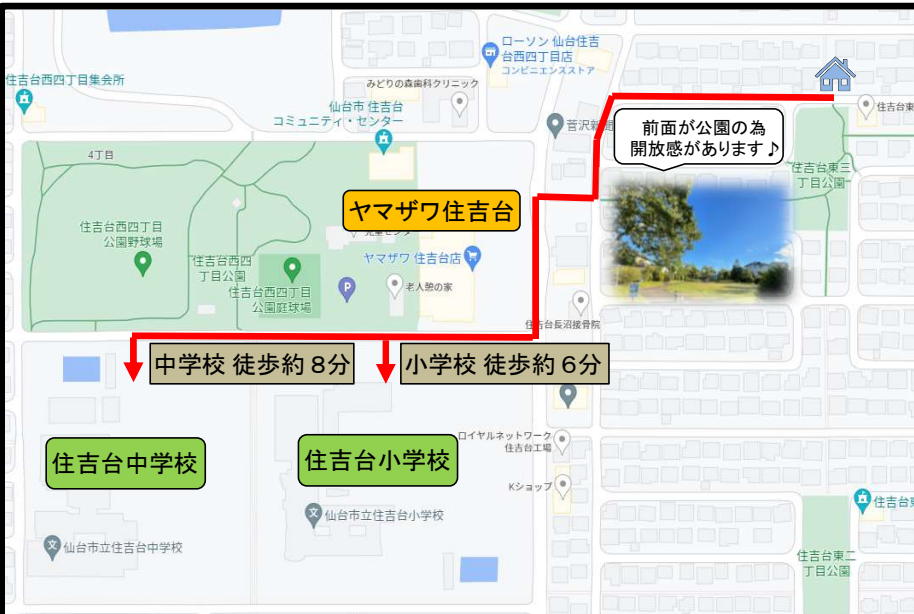 ローソン 仙台住吉
台西四丁目店
コンビニエンスストア
住吉台西四丁目集会所
みどりの森歯科クリニック
仙台市 住吉台
コミュニティ・センター
菅沢新聞
住吉台東
前面が公園の為
開放感があります♪
4丁目
住吉台東三
丁目公園
ヤマザワ住吉台
住吉台西四丁目
公園野球場
児童センター
ヤマザワ 住吉台店
住吉台西四
丁目公園
住吉台西四丁目
公園庭球場
P
老人憩の家
住吉台長沼接骨院
中学校 徒歩約 8分
小学校 徒歩約 6分
住吉台中学校
住吉台小学校
ロイヤルネットワーク
住吉台工場
Kショップ
文
仙台市立住吉台小学校
文
仙台市立住吉台中学校
住吉台東
住吉台東二
丁目公園